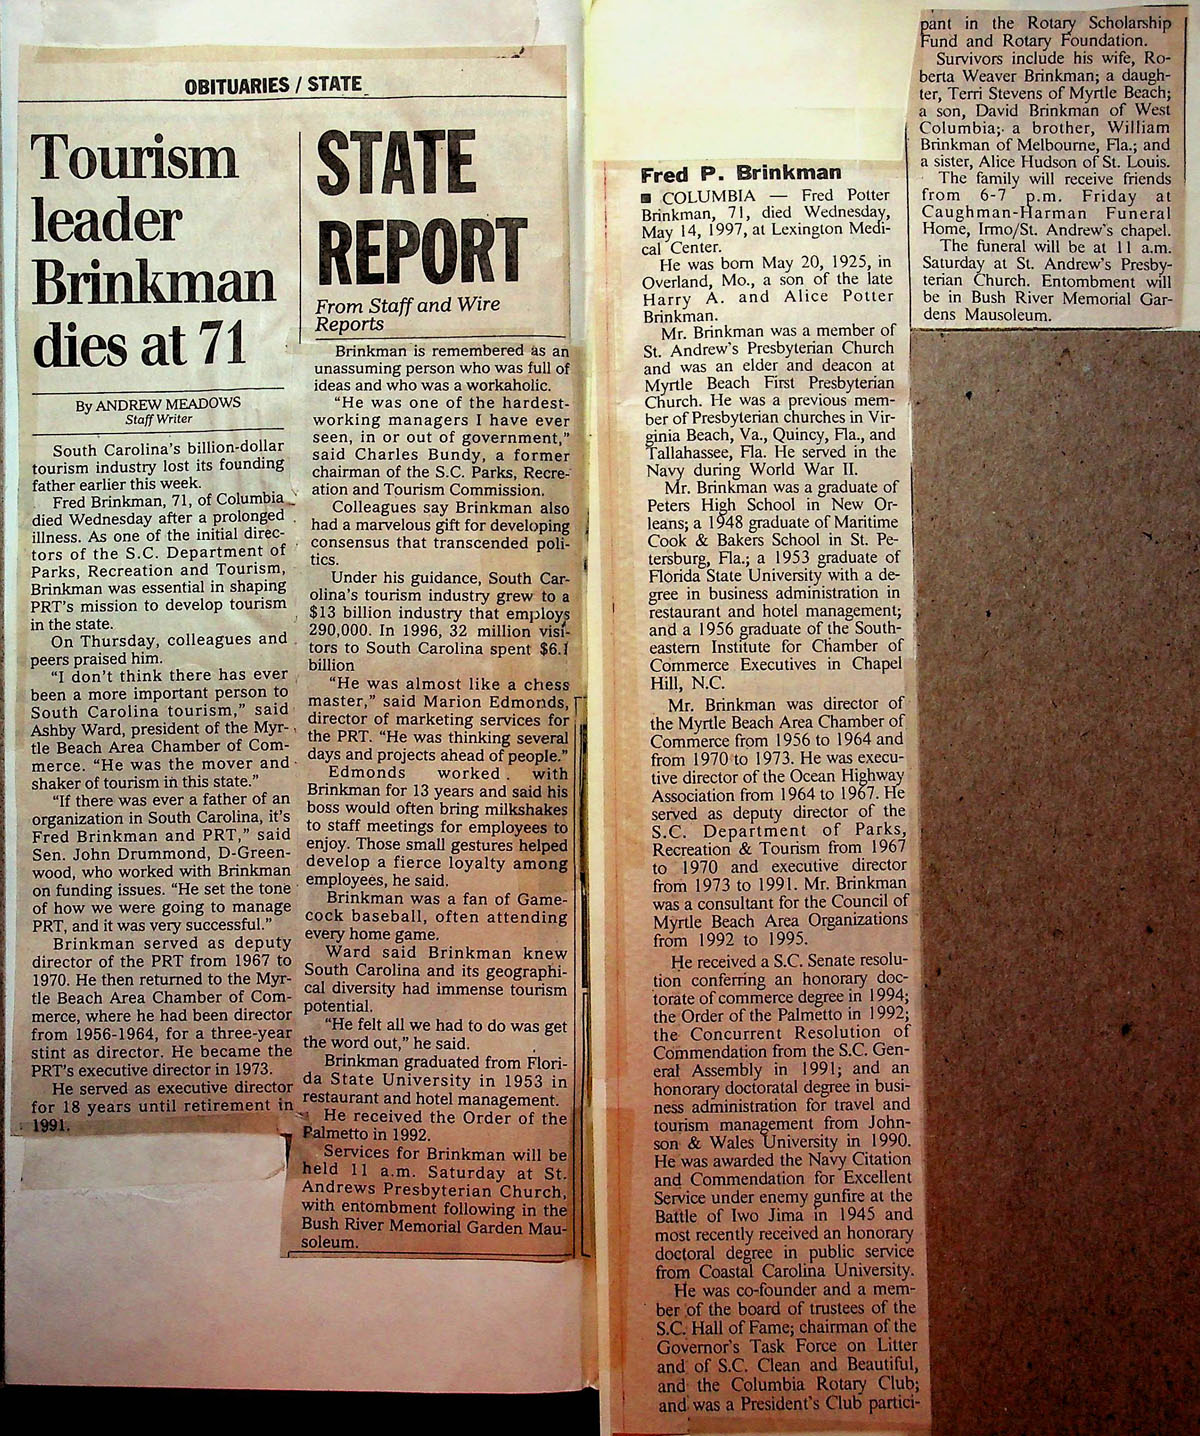 OBITUARIES / STATE
Tourism
leader
Brinkman
dies at 71
By ANDREW MEADOWS
Staff Writer
South Carolina's billion-dollar
tourism industry lost its founding
father earlier this week.
Fred Brinkman, 71, of Columbia
died Wednesday after a prolonged
illness. As one of the initial direc-
tors of the S.C. Department of
Parks, Recreation and Tourism,
Brinkman was essential in shaping
PRT's mission to develop tourism
in the state.
On Thursday, colleagues and
peers praised him.
"I don't think there has ever
been a more important person to
South Carolina tourism," said
Ashby Ward, president of the Myr-
tle Beach Area Chamber of Com-
merce. "He was the mover and
shaker of tourism in this state."
"If there was ever a father of an
organization in South Carolina, it's
Fred Brinkman and PRT," said
Sen. John Drummond, D-Green-
wood, who worked with Brinkman
on funding issues. "He set the tone
of how we were going to manage
PRT, and it was very successful."
Brinkman served as deputy
director of the PRT from 1967 to
1970. He then returned to the Myr-
tle Beach Area Chamber of Com-
merce, where he had been director
from 1956-1964, for a three-year
stint as director. He became the
PRT's executive director in 1973.
He served as executive director
for 18 years until retirement in
1991.
STATE
REPORT
From Staff and Wire
Reports
Brinkman is remembered as an
unassuming person who was full of
ideas and who was a workaholic.
"He was one of the hardest-
working managers I have ever
seen, in or out of government,"
said Charles Bundy, a former
chairman of the S.C. Parks, Recre-
ation and Tourism Commission.
Colleagues say Brinkman also
had a marvelous gift for developing
consensus that transcended poli-
tics.
Under his guidance, South Car-
olina's tourism industry grew to a
$13 billion industry that employs
290,000. In 1996, 32 million visi-
tors to South Carolina spent $6.1
billion
"He was almost like a chess
master," said Marion Edmonds,
director of marketing services for
the PRT. "He was thinking several
days and projects ahead of people."
Edmonds worked with
Brinkman for 13 years and said his
boss would often bring milkshakes
to staff meetings for employees to
enjoy. Those small gestures helped
develop a fierce loyalty among
employees, he said.
Brinkman was a fan of Game-
cock baseball, often attending
every home game.
Ward said Brinkman knew
South Carolina and its geographi-
cal diversity had immense tourism
potential.
"He felt all we had to do was get
the word out," he said.
Brinkman graduated from Flori-
da State University in 1953 in
restaurant and hotel management.
He received the Order of the
Palmetto in 1992.
Services for Brinkman will be
held 11 a.m. Saturday at St.
Andrews Presbyterian Church,
with entombment following in the
Bush River Memorial Garden Mau-
soleum.
Fred P. Brinkman
■ COLUMBIA — Fred Potter
Brinkman, 71, died Wednesday,
May 14, 1997, at Lexington Medi-
cal Center.
He was born May 20, 1925, in
Overland, Mo., a son of the late
Harry A. and Alice Potter
Brinkman.
Mr. Brinkman was a member of
St. Andrew's Presbyterian Church
and was an elder and deacon at
Myrtle Beach First Presbyterian
Church. He was a previous mem-
ber of Presbyterian churches in Vir-
ginia Beach, Va., Quincy, Fla., and
Tallahassee, Fla. He served in the
Navy during World War II.
Mr. Brinkman was a graduate of
Peters High School in New Or-
leans; a 1948 graduate of Maritime
Cook & Bakers School in St. Pe-
tersburg, Fla.; a 1953 graduate of
Florida State University with a de-
gree in business administration in
restaurant and hotel management;
and a 1956 graduate of the South-
eastern Institute for Chamber of
Commerce Executives in Chapel
Hill, N.C.
Mr. Brinkman was director of
the Myrtle Beach Area Chamber of
Commerce from 1956 to 1964 and
from 1970 to 1973. He was execu-
tive director of the Ocean Highway
Association from 1964 to 1967. He
served as deputy director of the
S.C. Department of Parks,
Recreation & Tourism from 1967
to 1970 and executive director
from 1973 to 1991. Mr. Brinkman
was a consultant for the Council of
Myrtle Beach Area Organizations
from 1992 to 1995.
He received a S.C. Senate resolu-
tion conferring an honorary doc-
torate of commerce degree in 1994;
the Order of the Palmetto in 1992;
the Concurrent Resolution of
Commendation from the S.C. Gen-
eral Assembly in 1991; and an
honorary doctoratal degree in busi-
ness administration for travel and
tourism management from John-
son & Wales University in 1990.
He was awarded the Navy Citation
and Commendation for Excellent
Service under enemy gunfire at the
Battle of Iwo Jima in 1945 and
most recently received an honorary
doctoral degree in public service
from Coastal Carolina University.
He was co-founder and a mem-
ber of the board of trustees of the
S.C. Hall of Fame; chairman of the
Governor's Task Force on Litter
and of S.C. Clean and Beautiful,
and the Columbia Rotary Club;
and was a President's Club partici-
pant in the Rotary Scholarship
Fund and Rotary Foundation.
Survivors include his wife, Ro-
berta Weaver Brinkman; a daugh-
ter, Terri Stevens of Myrtle Beach;
a son, David Brinkman of West
Columbia; a brother, William
Brinkman of Melbourne, Fla.; and
a sister, Alice Hudson of St. Louis.
The family will receive friends
from 6-7 p.m. Friday at
Caughman-Harman Funeral
Home, Irmo/St. Andrew's chapel.
The funeral will be at 11 a.m.
Saturday at St. Andrew's Presby-
terian Church. Entombment will
be in Bush River Memorial Gar-
dens Mausoleum.